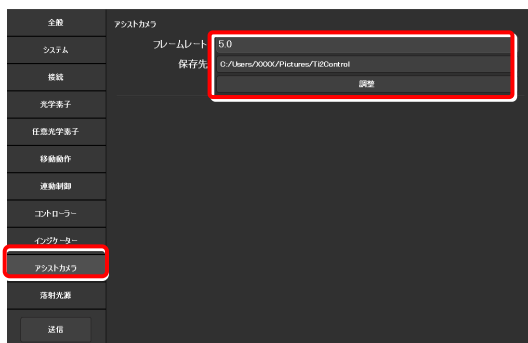 全般
システム
接続
光学素子
任意光学素子
移動動作
連動制御
コントローラー
インジケーター
アシストカメラ
落射光源
送信
アシストカメラ
フレームレート 5.0
保存先 C:/Users/XXXX/Pictures/Ti2Control
調整